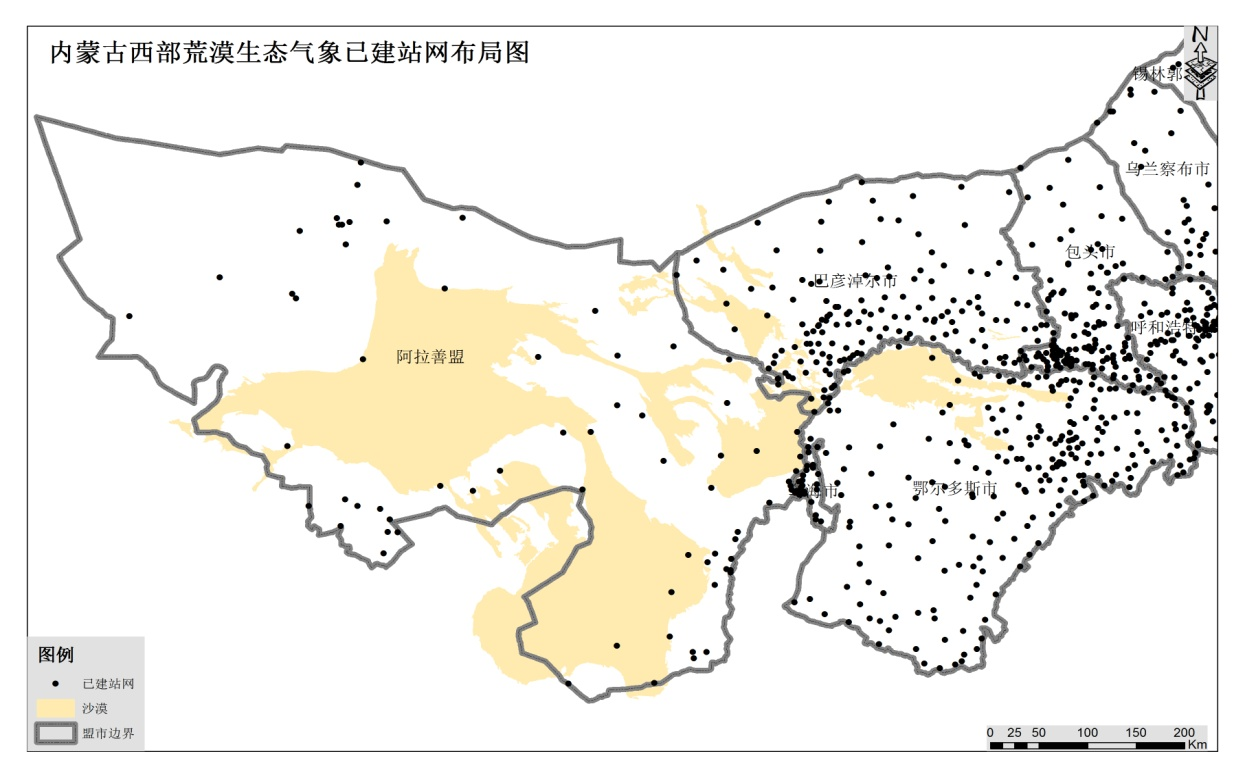 内蒙古西部荒漠生态气象已建站网布局图
N
锡林郭
乌兰察布市
包头市
巴彦淖尔市
呼和浩特
阿拉善盟
海市
鄂尔多斯市
图例
已建站网
沙漠
盟市边界
0 25 50 100 150 200
Km